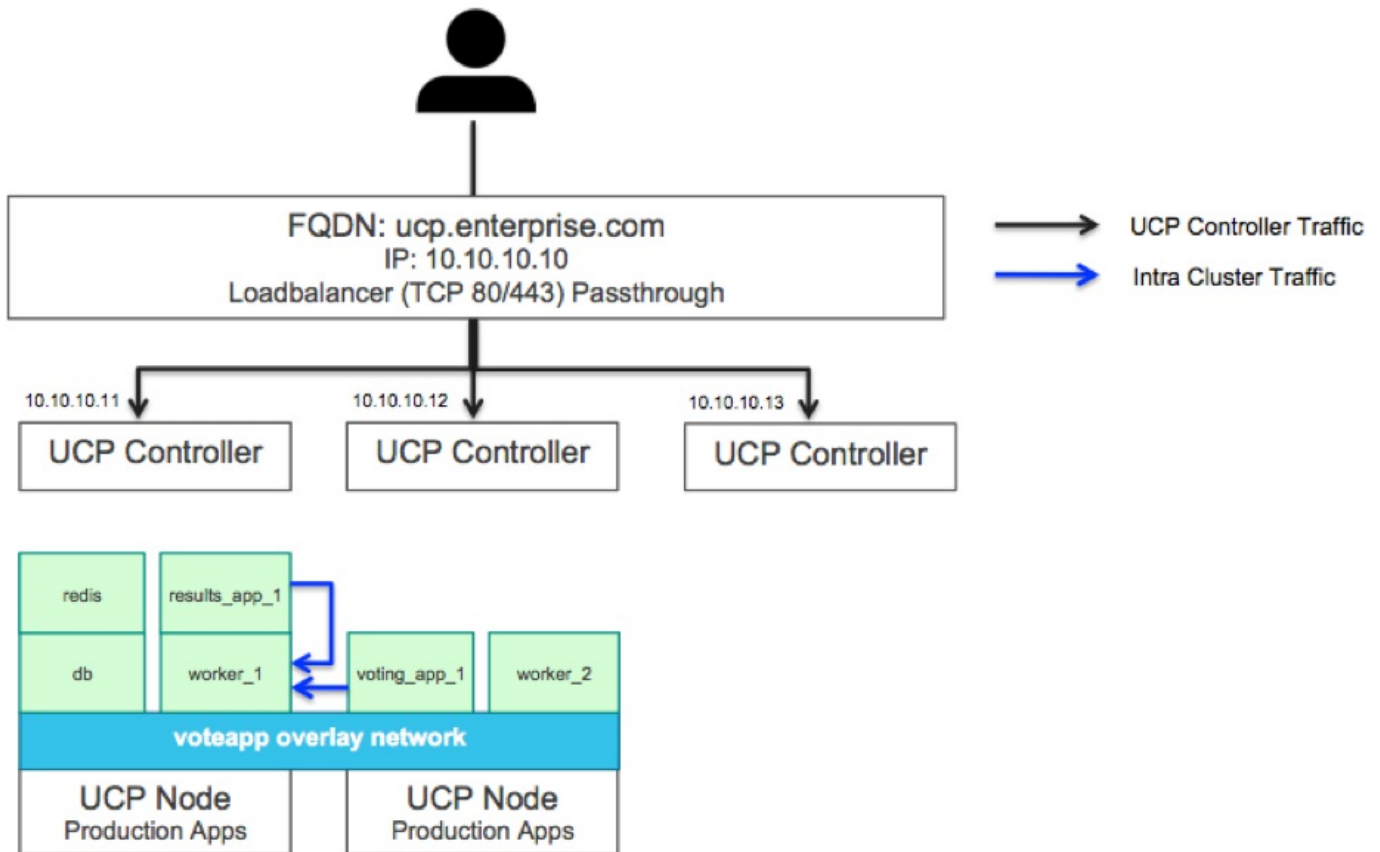 FQDN: ucp.enterprise.com
IP: 10.10.10.10
Loadbalancer (TCP 80/443) Passthrough
UCP Controller Traffic
Intra Cluster Traffic
10.10.10.11
10.10.10.12
10.10.10.13
UCP Controller
UCP Controller
UCP Controller
redis
results_app_1
db
worker_1
voting_app_1
worker_2
voteapp overlay network
UCP Node
Production Apps
UCP Node
Production Apps